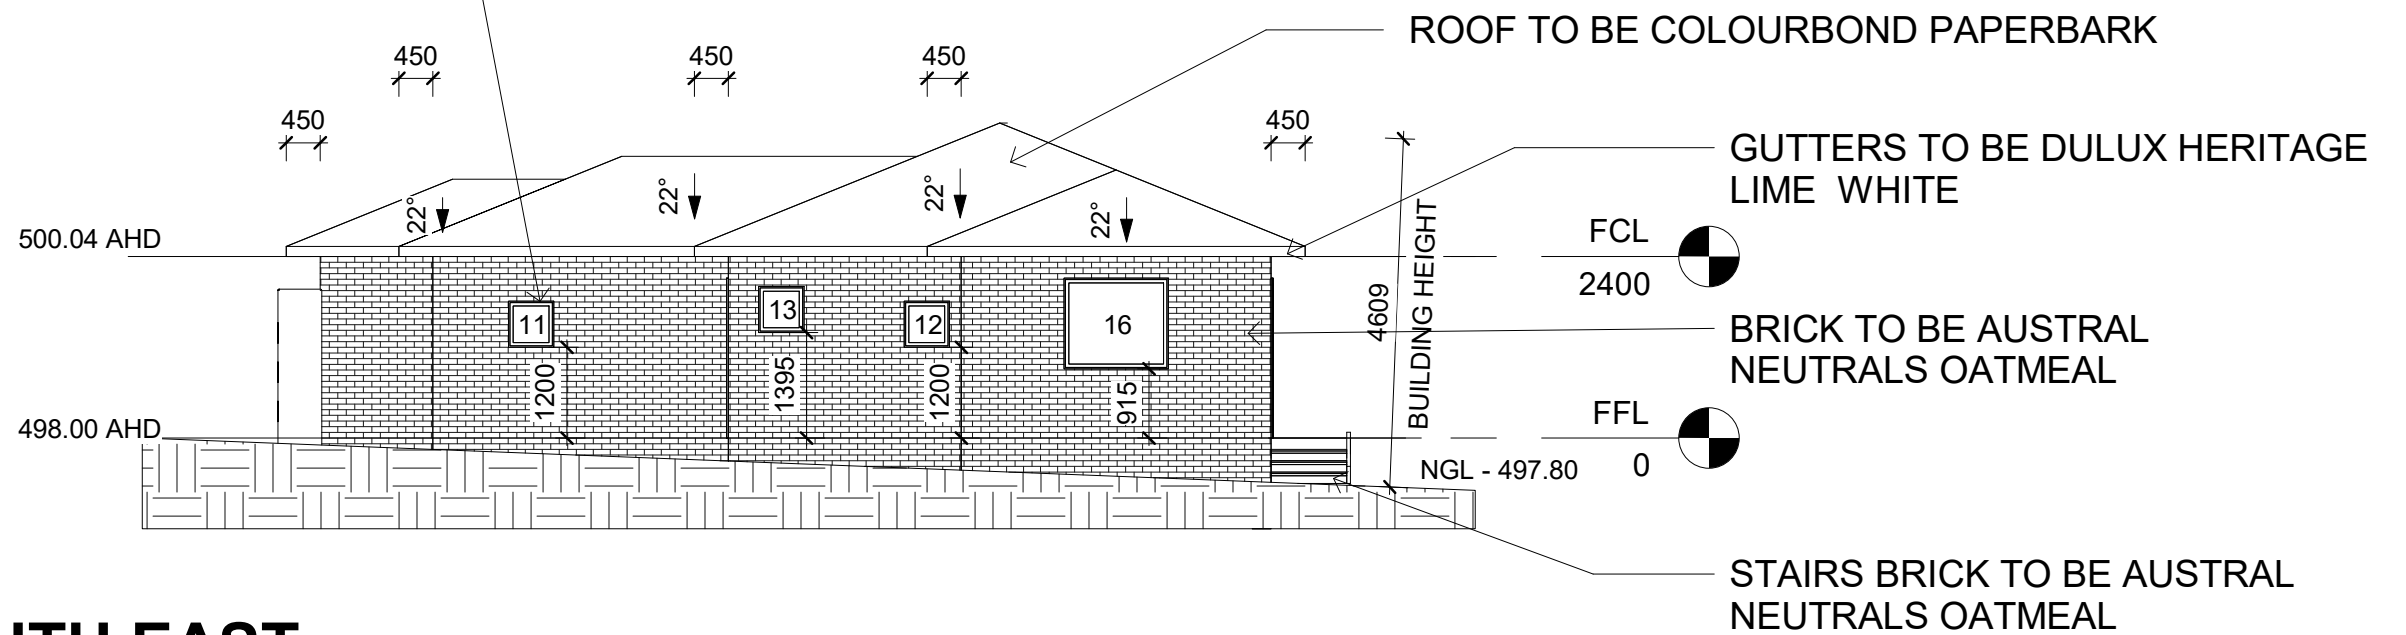 ROOF TO BE COLOURBOND PAPERBARK
450
450
450
450
450
GUTTERS TO BE DULUX HERITAGE
LIME WHITE
22°
22°
22°
22°
500.04 AHD
FCL
2400
BUILDING HEIGHT
4609
11
13
12
16
BRICK TO BE AUSTRAL
NEUTRALS OATMEAL
1200
1395
1200
915
498.00 AHD
FFL
0
NGL - 497.80
STAIRS BRICK TO BE AUSTRAL
NEUTRALS OATMEAL
EAST